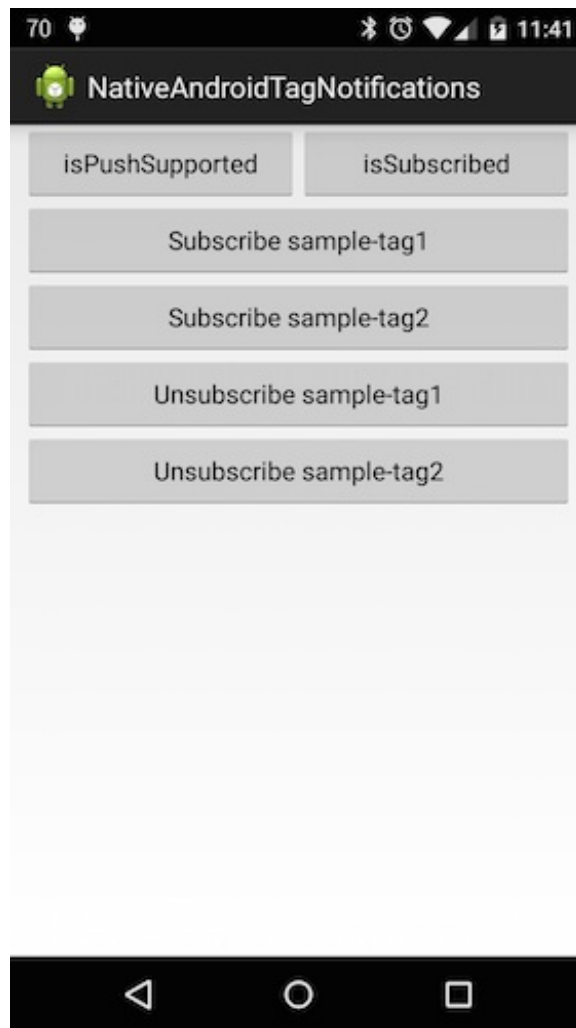 70 11:41
NativeAndroidTagNotifications
isPushSupported isSubscribed
Subscribe sample-tag1
Subscribe sample-tag2
Unsubscribe sample-tag1
Unsubscribe sample-tag2